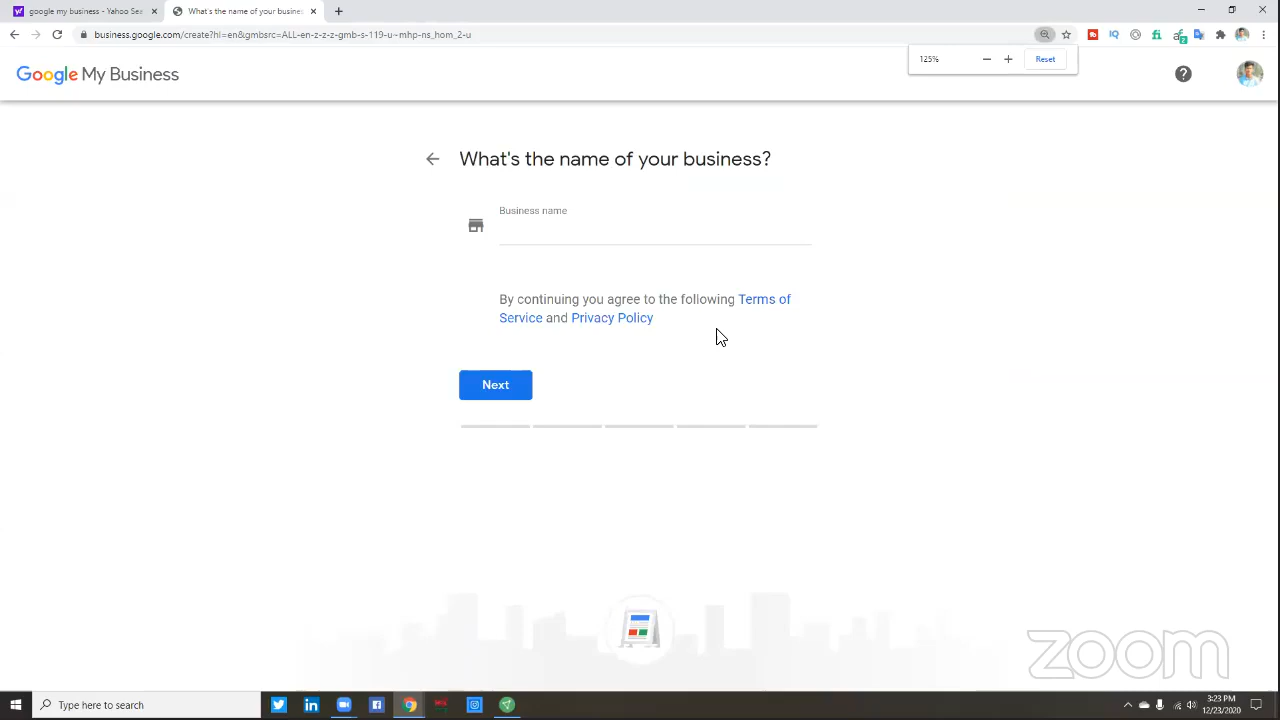 google my business - Yahoo Sea
What's the name of your busines
business.google.com/create?hl=en&gmbsrc=ALL-en-z-z-z-gmb-s-119-u~mhp-ns_hom_2-u
125%
Reset
Google My Business
What's the name of your business?
Business name
By continuing you agree to the following Terms of
Service and Privacy Policy
Next
zoom
Type here to search
3:23 PM
12/23/2020